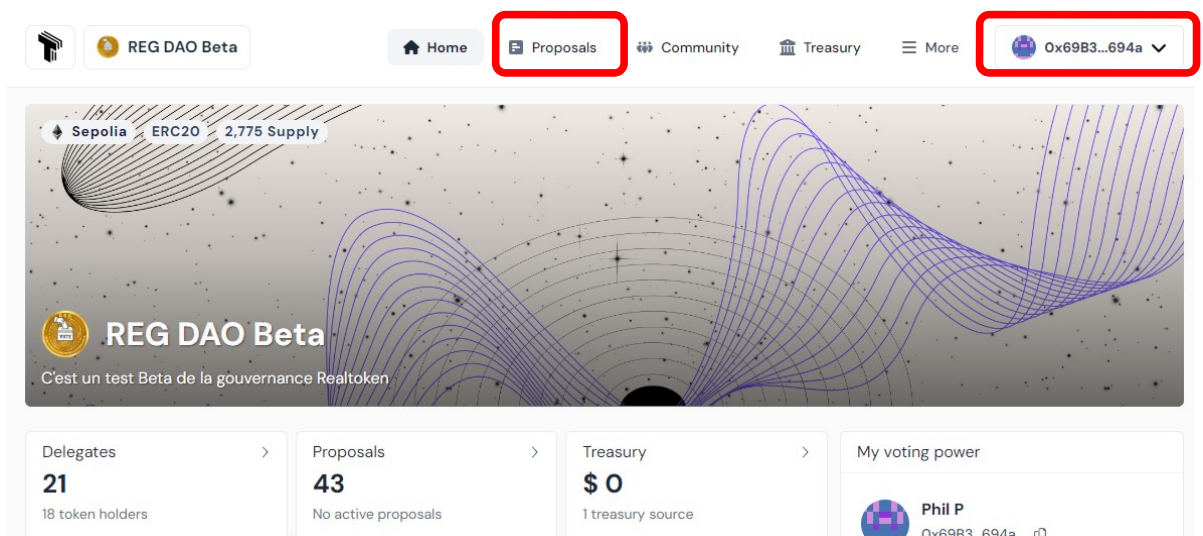 REG DAO Beta
Home
Proposals
Community
Treasury
More
0x69B3...694a
Sepolia
ERC20
2,775 Supply
VOTE
REG DAO Beta
C'est un test Beta de la gouvernance Realtoken
Delegates
21
18 token holders
Proposals
43
No active proposals
Treasury
$ 0
1 treasury source
My voting power
Phil P
0x69B3...694a